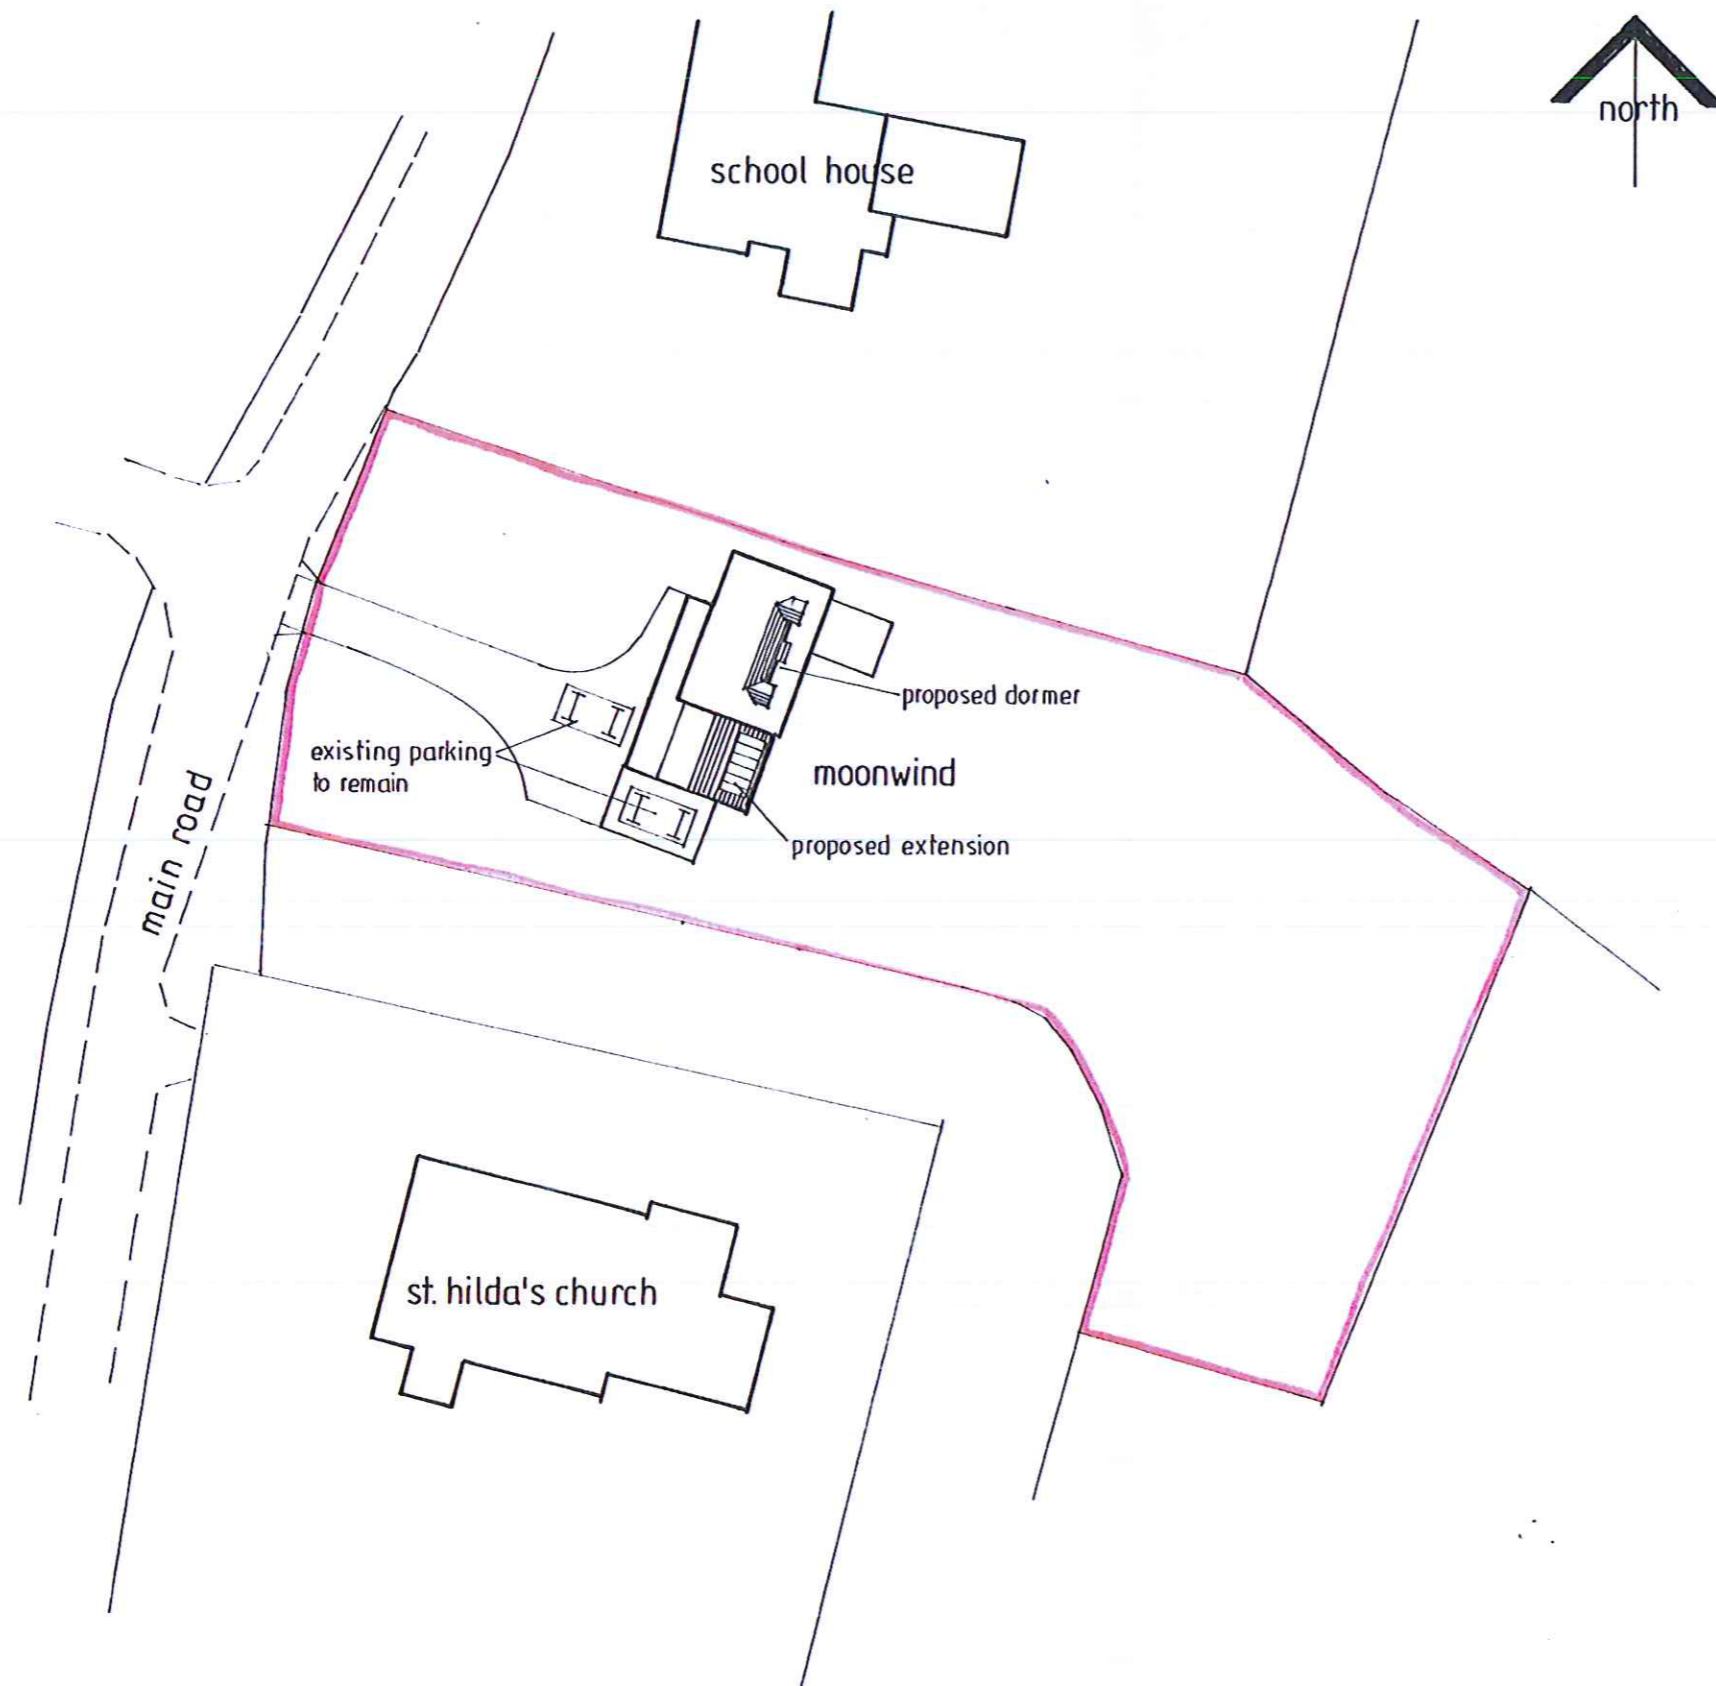 north
school house
proposed dormer
existing parking
to remain
moonwind
main road
proposed extension
st. hilda's church